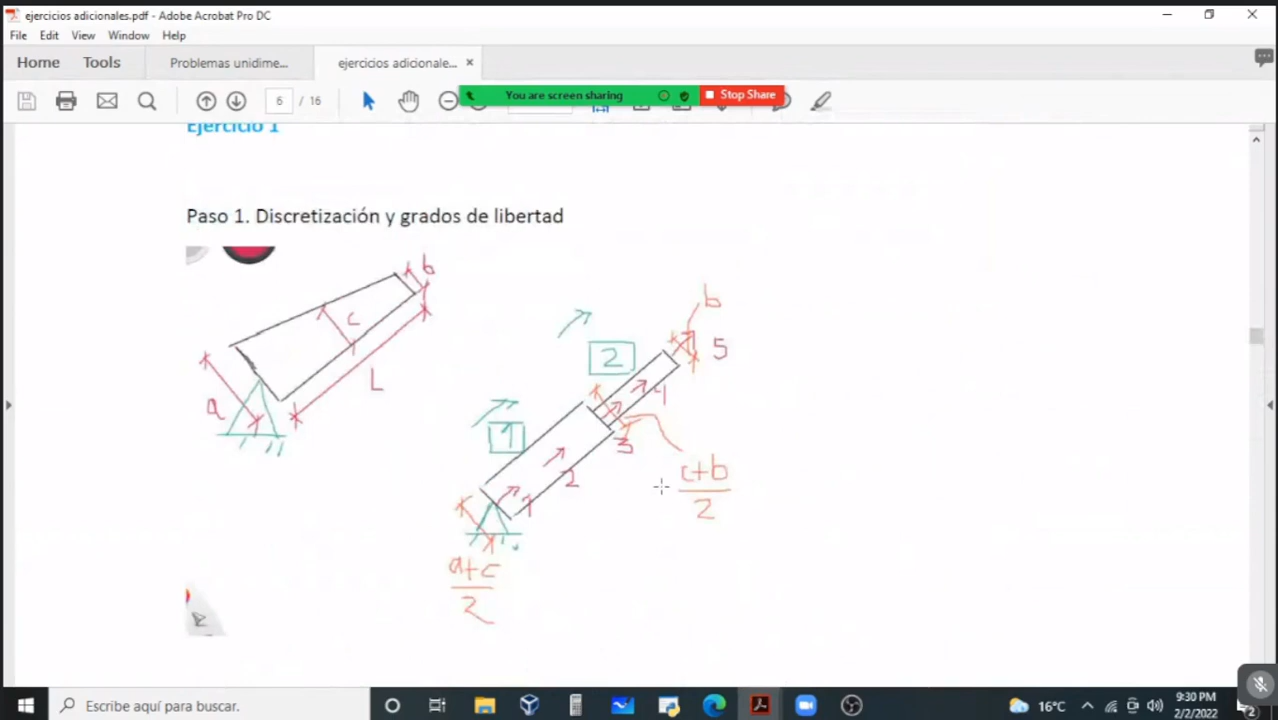 ejercicios adicionales.pdf - Adobe Acrobat Pro DC
File Edit View Window Help
Home Tools Problemas unidime... ejercicios adicionale... ×
6 / 16
You are screen sharing Stop Share
Ejercicio 1
Paso 1. Discretización y grados de libertad
b
c
L
a
b
2
5
4
1
3
2
c+b
2
1
a+c
2
Escribe aquí para buscar.
16°C
9:30 PM
2/2/2022
2